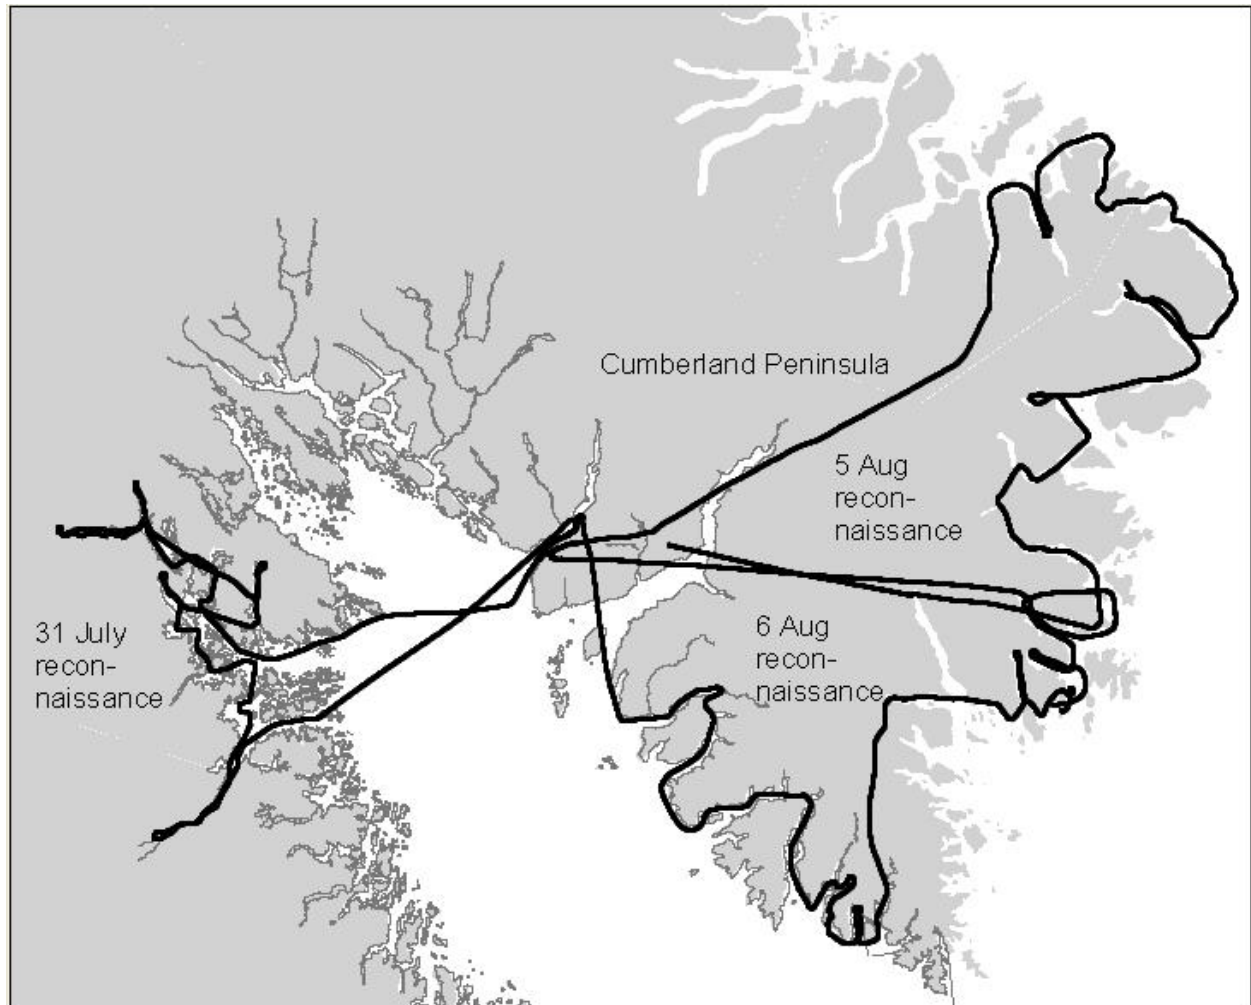 Cumberland Peninsula
5 Aug
recon-
naissance
31 July
recon-
naissance
6 Aug
recon-
naissance